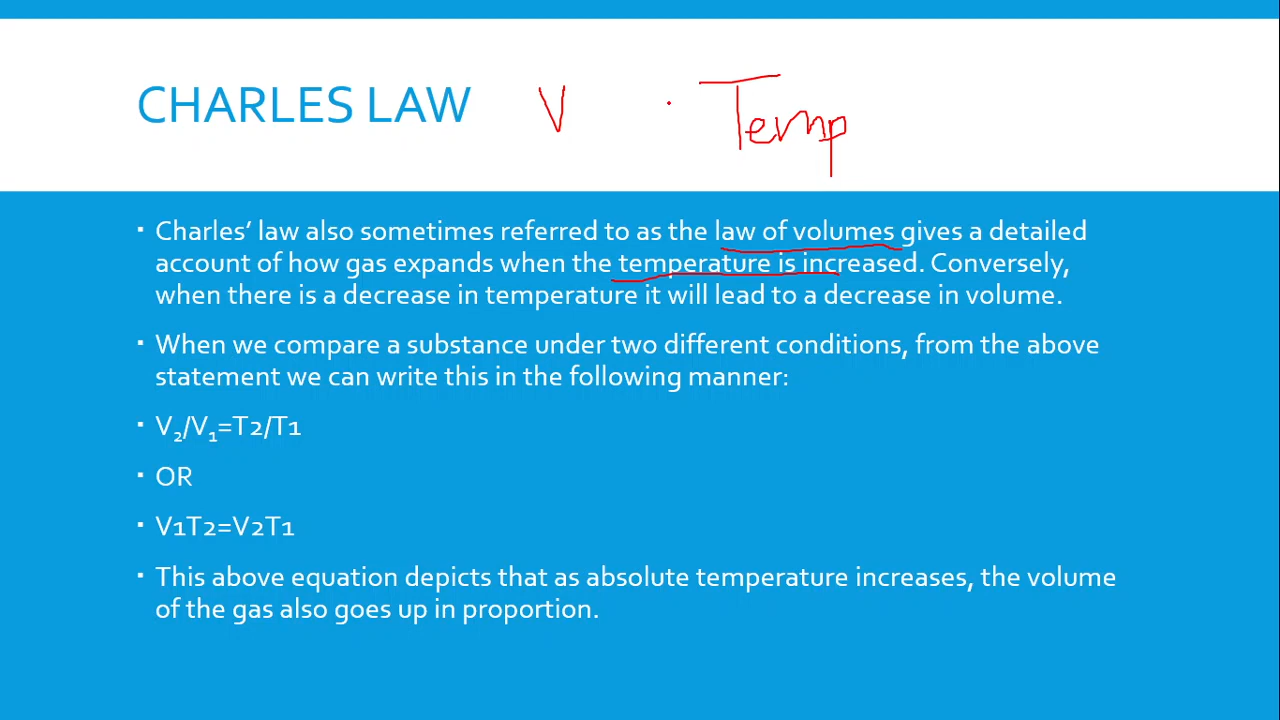 CHARLES LAW V Temp
▪ Charles’ law also sometimes referred to as the law of volumes gives a detailed
account of how gas expands when the temperature is increased. Conversely,
when there is a decrease in temperature it will lead to a decrease in volume.
▪ When we compare a substance under two different conditions, from the above
statement we can write this in the following manner:
▪ V₂/V₁=T2/T1
▪ OR
▪ V1T2=V2T1
▪ This above equation depicts that as absolute temperature increases, the volume
of the gas also goes up in proportion.